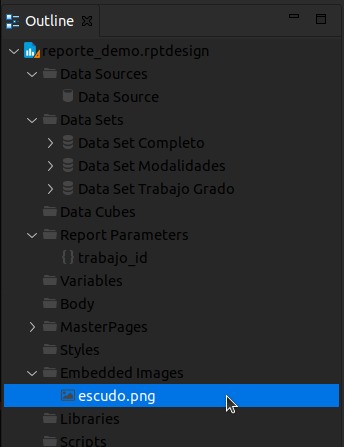 Outline
reporte_demo.rptdesign
Data Sources
Data Source
Data Sets
Data Set Completo
Data Set Modalidades
Data Set Trabajo Grado
Data Cubes
Report Parameters
trabajo_id
Variables
Body
MasterPages
Styles
Embedded Images
escudo.png
Libraries
Scripts